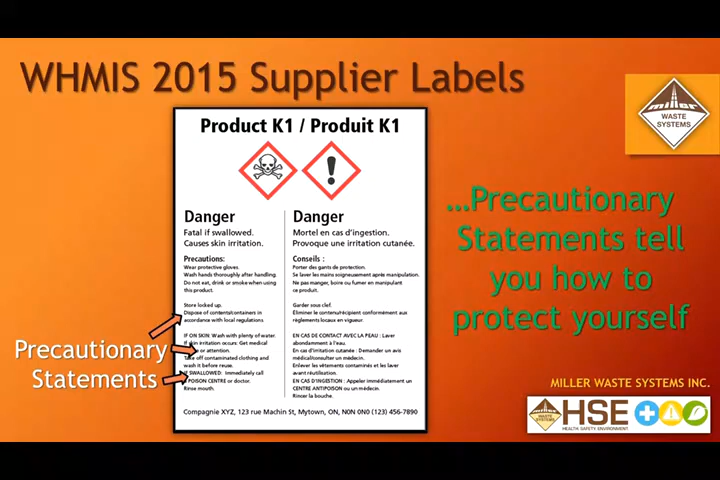 WHMIS 2015 Supplier Labels
miller
WASTE
SYSTEMS
Product K1 / Produit K1
Danger
Fatal if swallowed.
Causes skin irritation.
Precautions:
Wear protective gloves.
Wash hands thoroughly after handling.
Do not eat, drink or smoke when using
this product.
Store locked up.
Dispose of contents/containers in
accordance with local regulations
IF ON SKIN: Wash with plenty of water.
If skin irritation occurs: Get medical
or attention.
Take off contaminated clothing and
wash it before reuse.
IF SWALLOWED: Immediately call
POISON CENTRE or doctor.
Rinse mouth.
Danger
Mortel en cas d'ingestion.
Provoque une irritation cutanée.
Conseils :
Porter des gants de protection.
Se laver les mains soigneusement après manipulation.
Ne pas manger, boire ou fumer en manipulant
ce produit.
Garder sous clef.
Éliminer le contenu/récipient conformément aux
règlements locaux en vigueur.
EN CAS DE CONTACT AVEC LA PEAU : Laver
abondamment à l'eau.
En cas d'irritation cutanée : Demander un avis
médical/consulter un médecin.
Enlever les vêtements contaminés et les laver
avant réutilisation.
EN CAS D'INGESTION : Appeler immédiatement un
CENTRE ANTIPOISON ou un médecin.
Rincer la bouche.
Compagnie XYZ, 123 rue Machin St, Mytown, ON, N0N 0N0 (123) 456-7890
Precautionary
Statements
...Precautionary
Statements tell
you how to
protect yourself
MILLER WASTE SYSTEMS INC.
WASTE
SYSTEMS
HSE
HEALTH SAFETY ENVIRONMENT